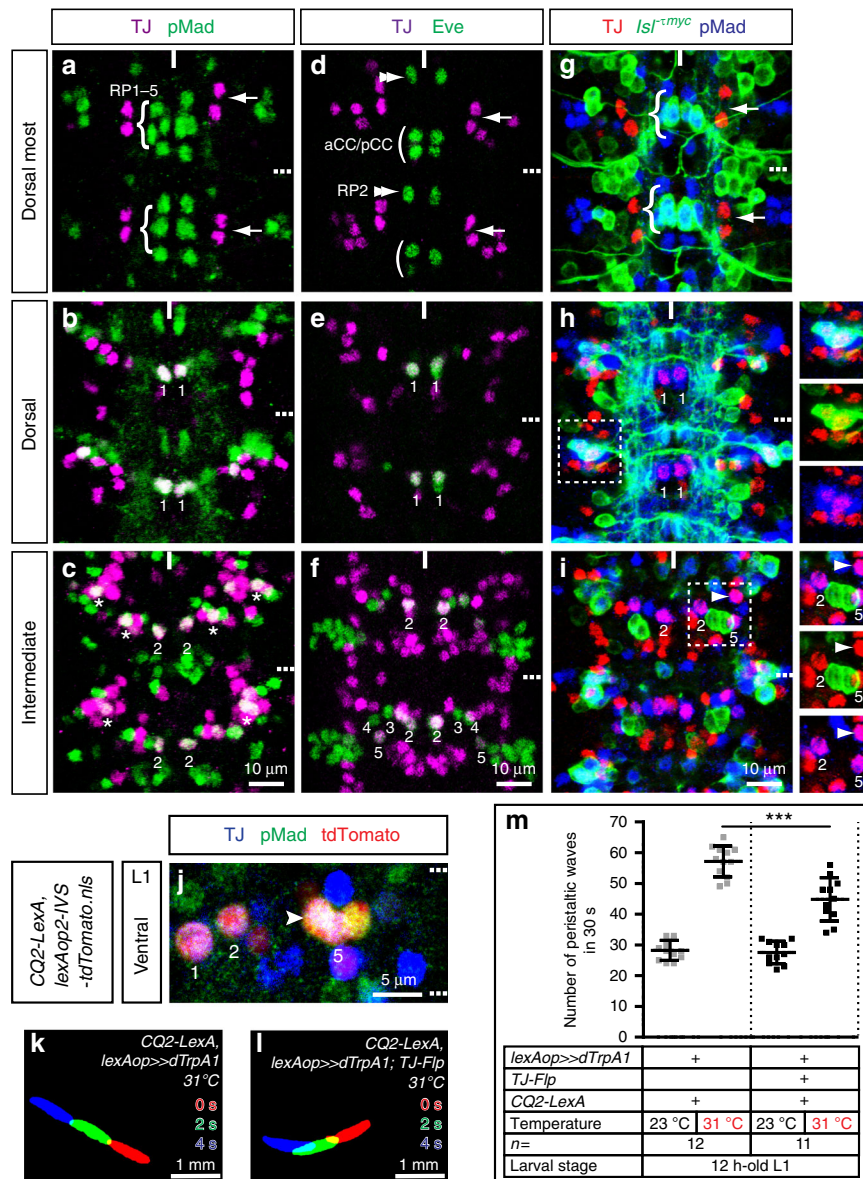 TJ pMad
TJ Eve
TJ Isl-τmyc pMad
Dorsal most
a
RP1–5
d
aCC/pCC
RP2
g
Dorsal
b
1 1
1 1
e
1 1
1 1
h
1 1
1 1
Intermediate
c
* * * *
2 2
* *
2 2
10 µm
f
2 2
4 3 4
2 2
5 5
10 µm
i
2 2 5
10 µm
2 5
2 5
2 5
TJ pMad tdTomato
CQ2-LexA,
lexAop2-IVS
-tdTomato.nls
L1
Ventral
j
1 2 5
5 µm
k
CQ2-LexA,
lexAop>>dTrpA1
31°C
0 s
2 s
4 s
1 mm
l
CQ2-LexA,
lexAop>>dTrpA1; TJ-Flp
31°C
0 s
2 s
4 s
1 mm
m
***
Number of peristaltic waves
in 30 s
70
60
50
40
30
20
10
0
lexAop>>dTrpA1 + +
TJ-Flp +
CQ2-LexA + +
Temperature 23 °C 31 °C 23 °C 31 °C
n= 12 11
Larval stage 12 h-old L1